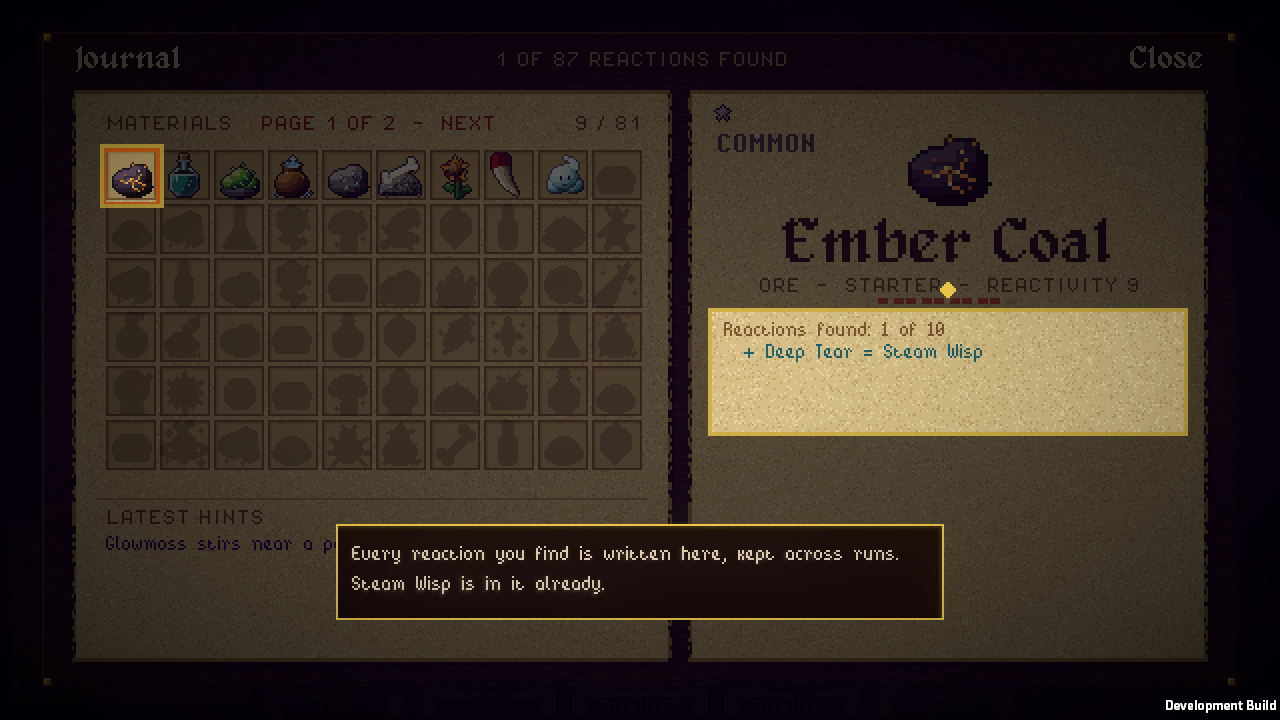 Journal
1 OF 87 REACTIONS FOUND
Close
MATERIALS PAGE 1 OF 2 - NEXT 9 / 81
COMMON
Ember Coal
ORE - STARTER - REACTIVITY 9
Reactions found: 1 of 10
+ Deep Tear = Steam Wisp
LATEST HINTS
Glowmoss stirs near a
Every reaction you find is written here, kept across runs.
Steam Wisp is in it already.
Development Build